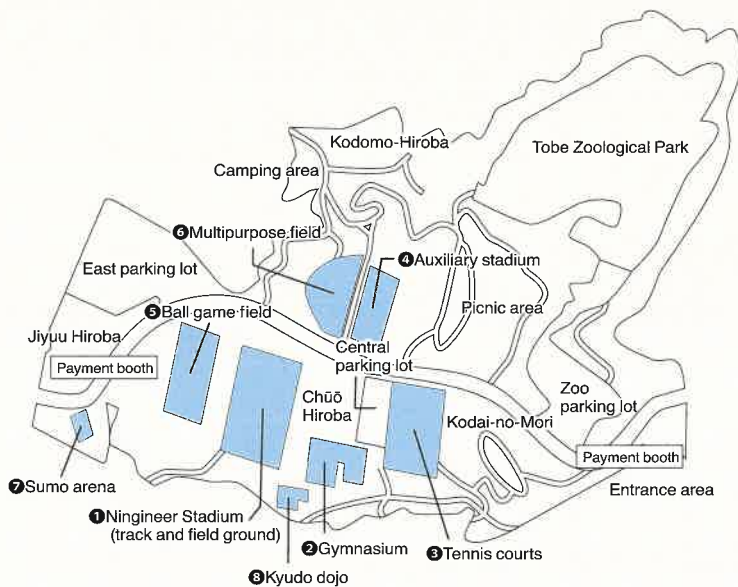 Kodomo-Hiroba
Tobe Zoological Park
Camping area
❻Multipurpose field
❹Auxiliary stadium
East parking lot
❺Ball game field
Picnic area
Jiyuu Hiroba
Central
parking lot
Payment booth
Chūō
Hiroba
Zoo
parking lot
Kodai-no-Mori
Payment booth
❼Sumo arena
Entrance area
❶Ningineer Stadium
(track and field ground)
❷Gymnasium
❸Tennis courts
❽Kyudo dojo